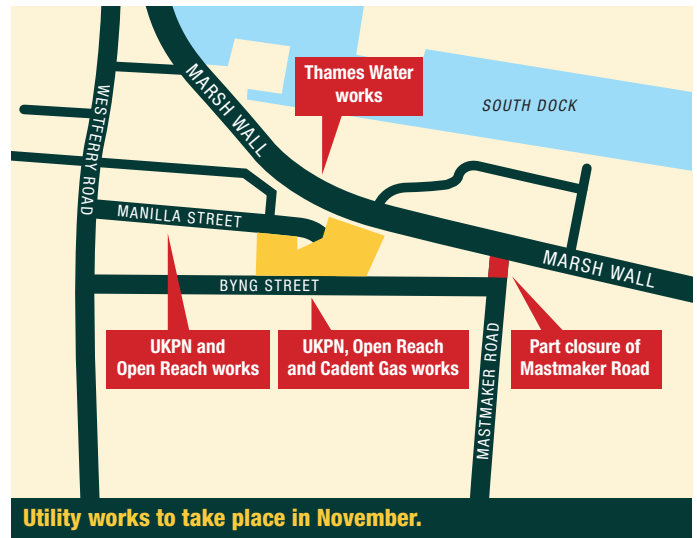 Thames Water
works
SOUTH DOCK
MARSH WALL
WESTFERRY ROAD
MANILLA STREET
MARSH WALL
BYNG STREET
UKPN and
Open Reach works
UKPN, Open Reach
and Cadent Gas works
Part closure of
Mastmaker Road
MASTMAKER ROAD
Utility works to take place in November.